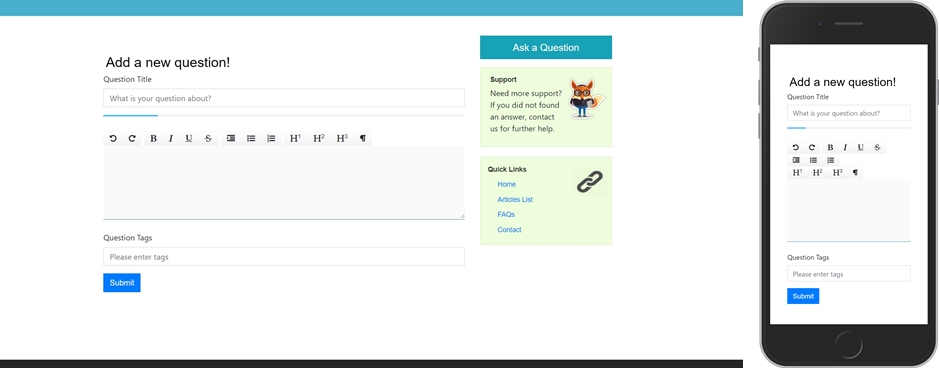 Add a new question!
Question Title
What is your question about?
B I U S H1 H2 H3 ¶
Question Tags
Please enter tags
Submit
Ask a Question
Support
Need more support?
If you did not found
an answer, contact
us for further help.
Quick Links
Home
Articles List
FAQs
Contact
Add a new question!
Question Title
What is your question about?
B I U S
H1 H2 H3 ¶
Question Tags
Please enter tags
Submit